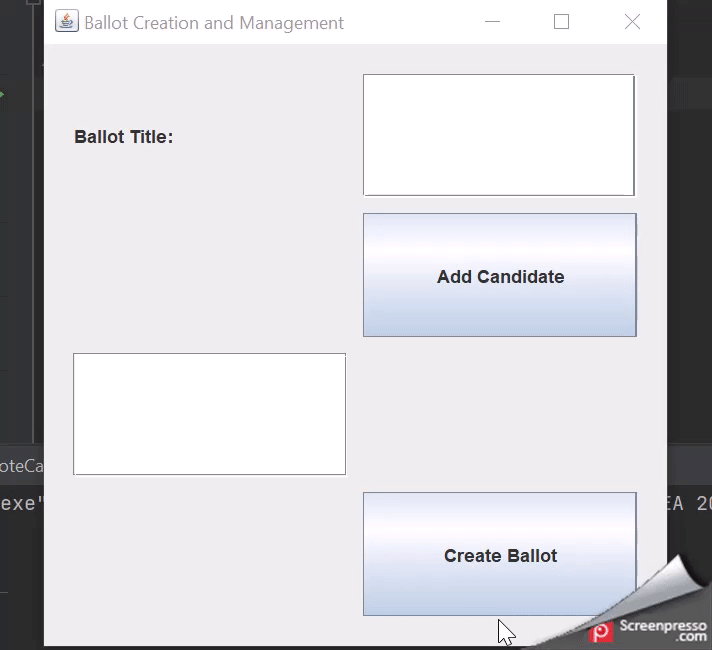 Ballot Creation and Management
Ballot Title:
Add Candidate
oteCa
exe"
EA 20
Create Ballot
Screenpresso
.com